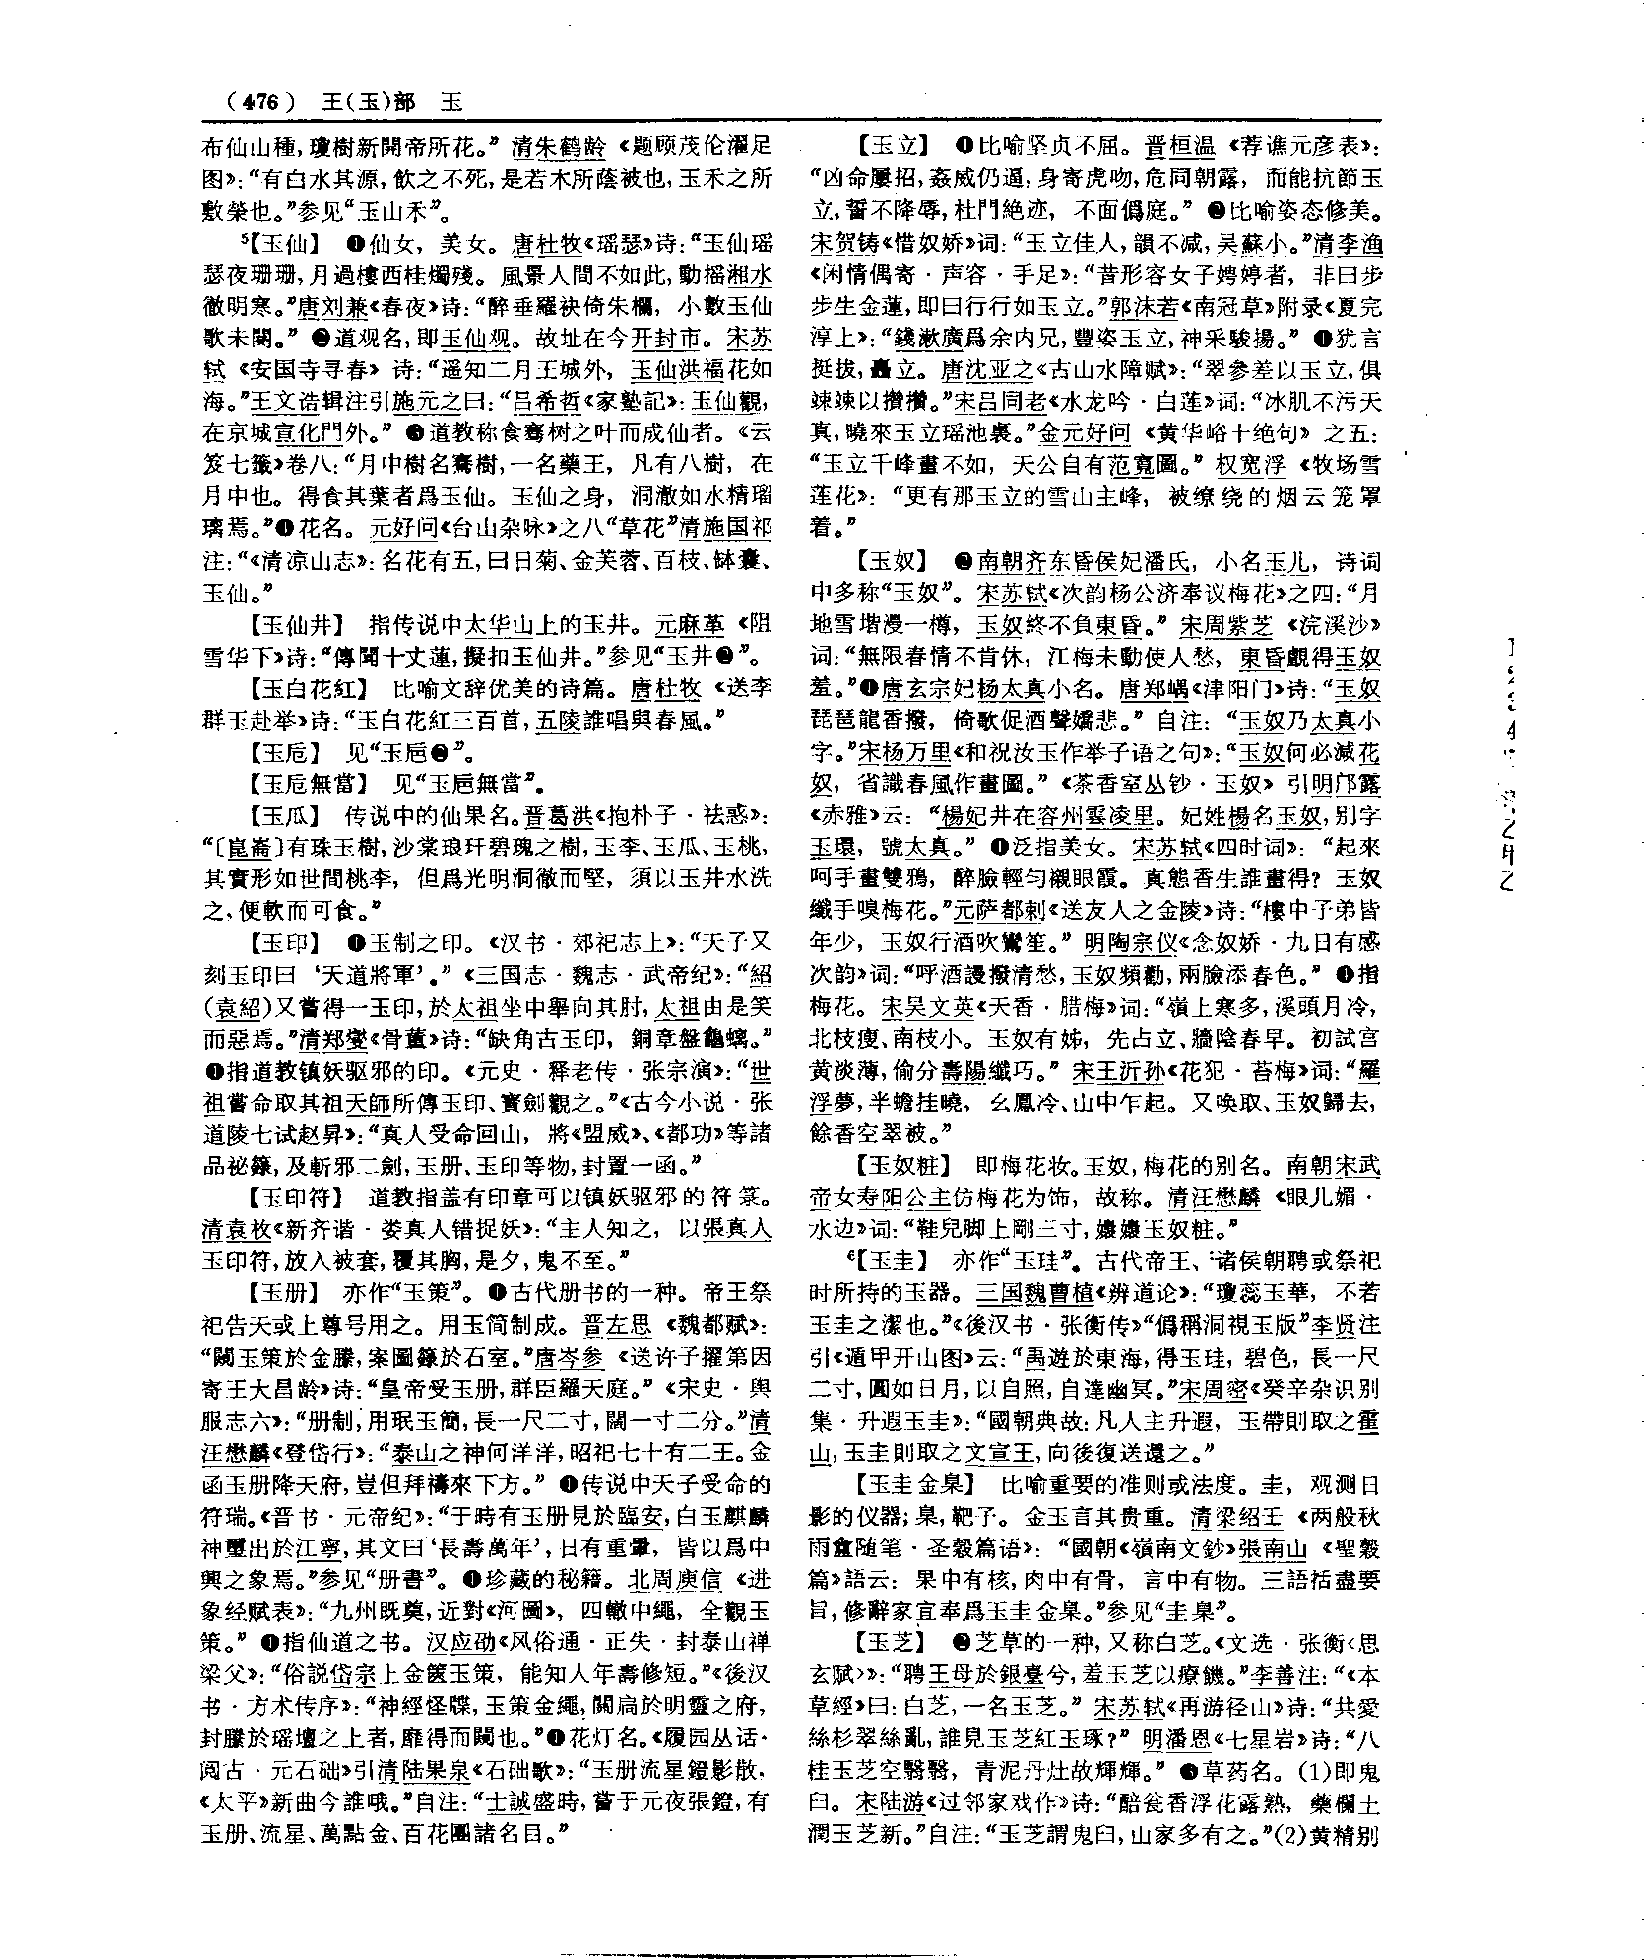 (476) 王(玉)部 玉
布仙山種，瓊樹新開帝所花。”清朱鹤龄《题顾茂伦濯足
图》：“有白水其源，飲之不死，是若木所蔭被也，玉禾之所
敷榮也。”参见“玉山禾”。
5【玉仙】 ❶仙女，美女。唐杜牧《瑶瑟》诗：“玉仙瑶
瑟夜珊珊，月過樓西桂燭殘。風景人間不如此，動摇湘水
徹明寒。”唐刘兼《春夜》诗：“醉垂羅袂倚朱欄，小數玉仙
歌未闋。” ❷道观名，即玉仙观。故址在今开封市。宋苏
轼《安国寺寻春》诗：“遥知二月王城外，玉仙洪福花如
海。”王文诰辑注引施元之曰：“吕希哲《家塾記》：玉仙觀，
在京城宣化門外。” ❸道教称食骞树之叶而成仙者。《云
笈七籤》卷八：“月中樹名騫樹，一名藥王，凡有八樹，在
月中也。得食其葉者爲玉仙。玉仙之身，洞澈如水精瑠
璃焉。”❹花名。元好问《台山杂咏》之八“草花”清施国祁
注：“《清凉山志》：名花有五，曰日菊、金芙蓉、百枝、缽囊、
玉仙。”
【玉仙井】 指传说中太华山上的玉井。元麻革《阻
雪华下》诗：“傳聞十丈蓮，擬扣玉仙井。”参见“玉井❷”。
【玉白花紅】 比喻文辞优美的诗篇。唐杜牧《送李
群玉赴举》诗：“玉白花紅三百首，五陵誰唱與春風。”
【玉卮】 见“玉巵❷”。
【玉卮無當】 见“玉巵無當”。
【玉瓜】 传说中的仙果名。晋葛洪《抱朴子·祛惑》：
“〔崑崙〕有珠玉樹，沙棠琅玕碧瑰之樹，玉李、玉瓜、玉桃，
其實形如世間桃李，但爲光明洞徹而堅，須以玉井水洗
之，便軟而可食。”
【玉印】 ❶玉制之印。《汉书·郊祀志上》：“天子又
刻玉印曰‘天道將軍’。”《三国志·魏志·武帝纪》：“紹
（袁紹）又嘗得一玉印，於太祖坐中舉向其肘，太祖由是笑
而惡焉。”清郑燮《骨董》诗：“缺角古玉印，銅章盤龜螭。”
❷指道教镇妖驱邪的印。《元史·释老传·张宗演》：“世
祖嘗命取其祖天師所傳玉印、寳劍觀之。”《古今小说·张
道陵七试赵昇》：“真人受命回山，將《盟威》、《都功》等諸
品祕籙，及斬邪二劍，玉册、玉印等物，封置一函。”
【玉印符】 道教指盖有印章可以镇妖驱邪的符箓。
清袁枚《新齐谐·娄真人错捉妖》：“主人知之，以張真人
玉印符，放入被套，覆其胸，是夕，鬼不至。”
【玉册】 亦作“玉策”。❶古代册书的一种。帝王祭
祀告天或上尊号用之。用玉简制成。晋左思《魏都赋》：
“闚玉策於金縢，案圖籙於石室。”唐岑参《送许子擢第因
寄王大昌龄》诗：“皇帝受玉册，群臣羅天庭。”《宋史·舆
服志六》：“册制，用珉玉簡，長一尺二寸，闊一寸二分。”清
汪懋麟《登岱行》：“泰山之神何洋洋，昭祀七十有二王。金
函玉册降天府，豈但拜禱來下方。” ❷传说中天子受命的
符瑞。《晋书·元帝纪》：“于時有玉册見於臨安，白玉麒麟
神璽出於江寧，其文曰‘長壽萬年’，日有重暈，皆以爲中
興之象焉。”参见“册書”。❸珍藏的秘籍。北周庾信《进
象经赋表》：“九州既奠，近對《河圖》，四轍中繩，全觀玉
策。” ❹指仙道之书。汉应劭《风俗通·正失·封泰山禅
梁父》：“俗説岱宗上金篋玉策，能知人年壽修短。”《後汉
书·方术传序》：“神經怪牒，玉策金繩，關扃於明靈之府，
封縢於瑶壇之上者，靡得而闚也。”❺花灯名。《履园丛话·
阅古·元石础》引清陆果泉《石础歌》：“玉册流星鐙影散，
《太平》新曲今誰哦。”自注：“士誠盛時，嘗于元夜張鐙，有
玉册、流星、萬點金、百花團諸名目。”
【玉立】 ❶比喻坚贞不屈。晋桓温《荐谯元彦表》：
“凶命屢招，姦威仍逼，身寄虎吻，危同朝露，而能抗節玉
立，誓不降辱，杜門絶迹，不面僞庭。” ❷比喻姿态修美。
宋贺铸《惜奴娇》词：“玉立佳人，韻不减，吴蘇小。”清李渔
《闲情偶寄·声容·手足》：“昔形容女子娉婷者，非曰步
步生金蓮，即曰行行如玉立。”郭沫若《南冠草》附录《夏完
淳上》：“錢漱廣爲余内兄，豐姿玉立，神采駿揚。” ❸犹言
挺拔，矗立。唐沈亚之《古山水障赋》：“翠参差以玉立，俱
竦竦以攢攢。”宋吕同老《水龙吟·白莲》词：“冰肌不污天
真，曉來玉立瑶池裏。”金元好问《黄华峪十绝句》之五：
“玉立千峰畫不如，天公自有范寬圖。”权宽浮《牧场雪
莲花》：“更有那玉立的雪山主峰，被缭绕的烟云笼罩
着。”
【玉奴】 ❶南朝齐东昏侯妃潘氏，小名玉儿，诗词
中多称“玉奴”。宋苏轼《次韵杨公济奉议梅花》之四：“月
地雪堦漫一樽，玉奴終不負東昏。”宋周紫芝《浣溪沙》
词：“無限春情不肯休，江梅未動使人愁，東昏覷得玉奴
羞。”❷唐玄宗妃杨太真小名。唐郑嵎《津阳门》诗：“玉奴
琵琶龍香撥，倚歌促酒聲嬌悲。”自注：“玉奴乃太真小
字。”宋杨万里《和祝汝玉作举子语之句》：“玉奴何必減花
奴，省識春風作畫圖。”《茶香室丛钞·玉奴》引明邝露
《赤雅》云：“楊妃井在容州雲凌里。妃姓楊名玉奴，别字
玉環，號太真。” ❸泛指美女。宋苏轼《四时词》：“起來
呵手畫雙鴉，醉臉輕勻襯眼霞。真態香生誰畫得？玉奴
纖手嗅梅花。”元萨都剌《送友人之金陵》诗：“樓中子弟皆
年少，玉奴行酒吹鸞笙。”明陶宗仪《念奴娇·九日有感
次韵》词：“呼酒謾撥清愁，玉奴頻勸，兩臉添春色。” ❹指
梅花。宋吴文英《天香·腊梅》词：“嶺上寒多，溪頭月冷，
北枝瘦、南枝小。玉奴有姊，先占立、牆陰春早。初試宫
黄淡薄，偷分壽陽纖巧。”宋王沂孙《花犯·苔梅》词：“羅
浮夢，半蟾挂曉，幺鳳冷、山中乍起。又唤取、玉奴歸去，
餘香空翠被。”
【玉奴粧】 即梅花妆。玉奴，梅花的别名。南朝宋武
帝女寿阳公主仿梅花为饰，故称。清汪懋麟《眼儿媚·
水边》词：“鞋兒脚上剛三寸，孃孃玉奴粧。”
6【玉圭】 亦作“玉珪”。古代帝王、诸侯朝聘或祭祀
时所持的玉器。三国魏曹植《辨道论》：“瓊蕊玉華，不若
玉圭之潔也。”《後汉书·张衡传》“僞稱洞視玉版”李贤注
引《遁甲开山图》云：“禹遊於東海，得玉珪，碧色，長一尺
二寸，圓如日月，以自照，自達幽冥。”宋周密《癸辛杂识别
集·升遐玉圭》：“國朝典故：凡人主升遐，玉帶則取之霍
山，玉圭則取之文宣王，向後復送還之。”
【玉圭金臬】 比喻重要的准则或法度。圭，观测日
影的仪器；臬，靶子。金玉言其贵重。清梁绍壬《两般秋
雨盦随笔·圣穀篇语》：“國朝《嶺南文鈔》張南山《聖穀
篇》語云：果中有核，肉中有骨，言中有物。三語括盡要
旨，修辭家宜奉爲玉圭金臬。”参见“圭臬”。
【玉芝】 ❶芝草的一种，又称白芝。《文选·张衡〈思
玄赋〉》：“聘王母於銀臺兮，羞玉芝以療饑。”李善注：“《本
草經》曰：白芝，一名玉芝。”宋苏轼《再游径山》诗：“共愛
絲杉翠絲亂，誰見玉芝紅玉琢？”明潘恩《七星岩》诗：“八
桂玉芝空翳翳，青泥丹灶故輝輝。” ❷草药名。(1)即鬼
臼。宋陆游《过邻家戏作》诗：“醅瓮香浮花露熟，藥欄土
潤玉芝新。”自注：“玉芝謂鬼臼，山家多有之。”(2)黄精别